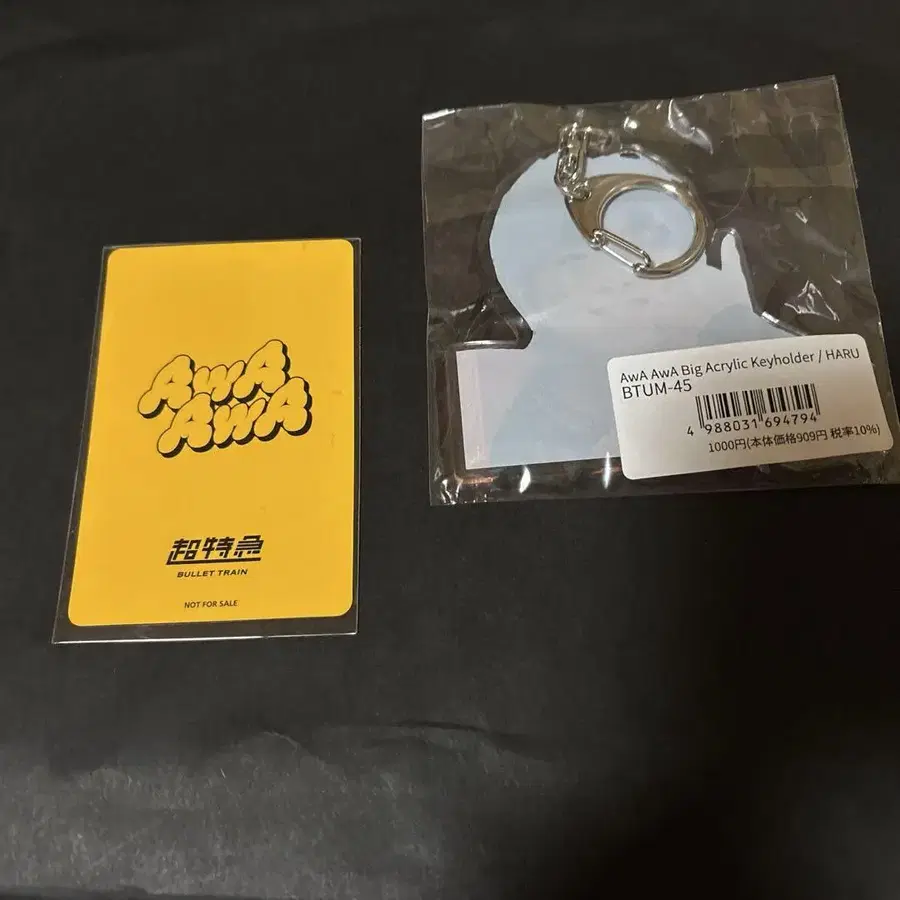 AwA
AwA
超特急
BULLET TRAIN
NOT FOR SALE
AwA AwA Big Acrylic Keyholder / HARU
BTUM-45
4 988031 694794
1000円(本体価格909円 税率10%)